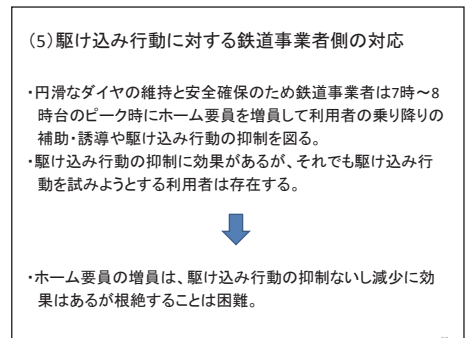 (5)駆け込み行動に対する鉄道事業者側の対応
・円滑なダイヤの維持と安全確保のため鉄道事業者は7時～8
時台のピーク時にホーム要員を増員して利用者の乗り降りの
補助・誘導や駆け込み行動の抑制を図る。
・駆け込み行動の抑制に効果があるが、それでも駆け込み行
動を試みようとする利用者は存在する。
・ホーム要員の増員は、駆け込み行動の抑制ないし減少に効
果はあるが根絶することは困難。